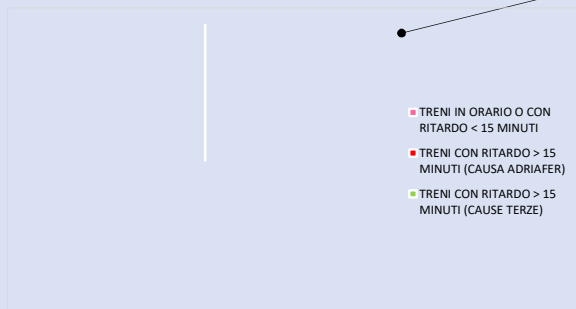 TRENI IN ORARIO O CON
RITARDO < 15 MINUTI
TRENI CON RITARDO > 15
MINUTI (CAUSA ADRIAFER)
TRENI CON RITARDO > 15
MINUTI (CAUSE TERZE)